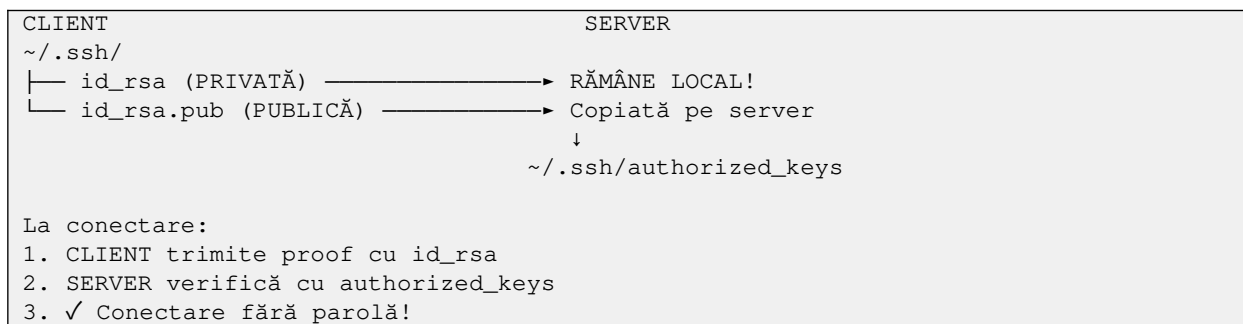 CLIENT SERVER
~/.ssh/
├── id_rsa (PRIVATĂ) ───────────────► RĂMÂNE LOCAL!
└── id_rsa.pub (PUBLICĂ) ───────────► Copiată pe server
↓
~/.ssh/authorized_keys
La conectare:
1. CLIENT trimite proof cu id_rsa
2. SERVER verifică cu authorized_keys
3. ✓ Conectare fără parolă!